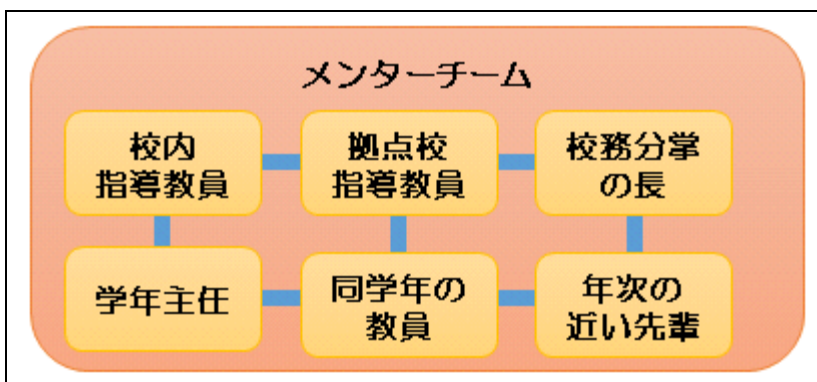 メンターチーム
校内
指導教員
拠点校
指導教員
校務分掌
の長
学年主任
同学年の
教員
年次の
近い先輩